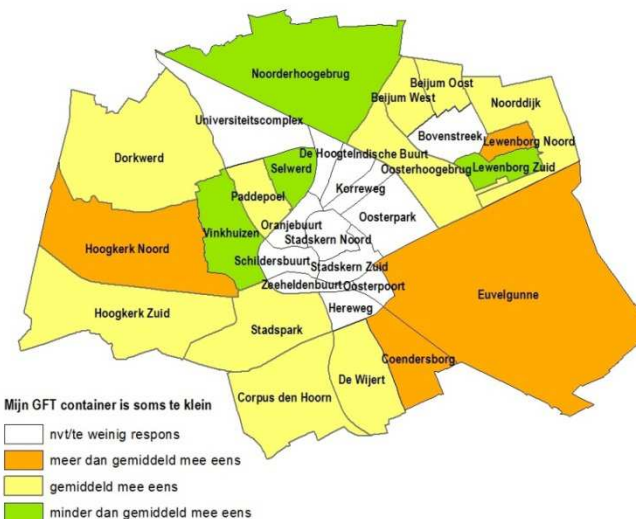 Noorderhoogebrug
Beijum Oost
Beijum West
Noorddijk
Universiteitscomplex
Bovenstreek
Lewenborg Noord
De Hoogte
Indische Buurt
Dorkwerd
Selwerd
Oosterhoogebrug
Lewenborg Zuid
Paddepoel
Korreweg
Oosterpark
Oranjebuurt
Vinkhuizen
Stadskern Noord
Hoogkerk Noord
Schildersbuurt
Stadskern Zuid
Zeeheldenbuurt
Oosterpoort
Euvelgunne
Hereweg
Hoogkerk Zuid
Stadspark
Coendersborg
De Wijert
Corpus den Hoorn
Mijn GFT container is soms te klein
nvt/te weinig respons
meer dan gemiddeld mee eens
gemiddeld mee eens
minder dan gemiddeld mee eens